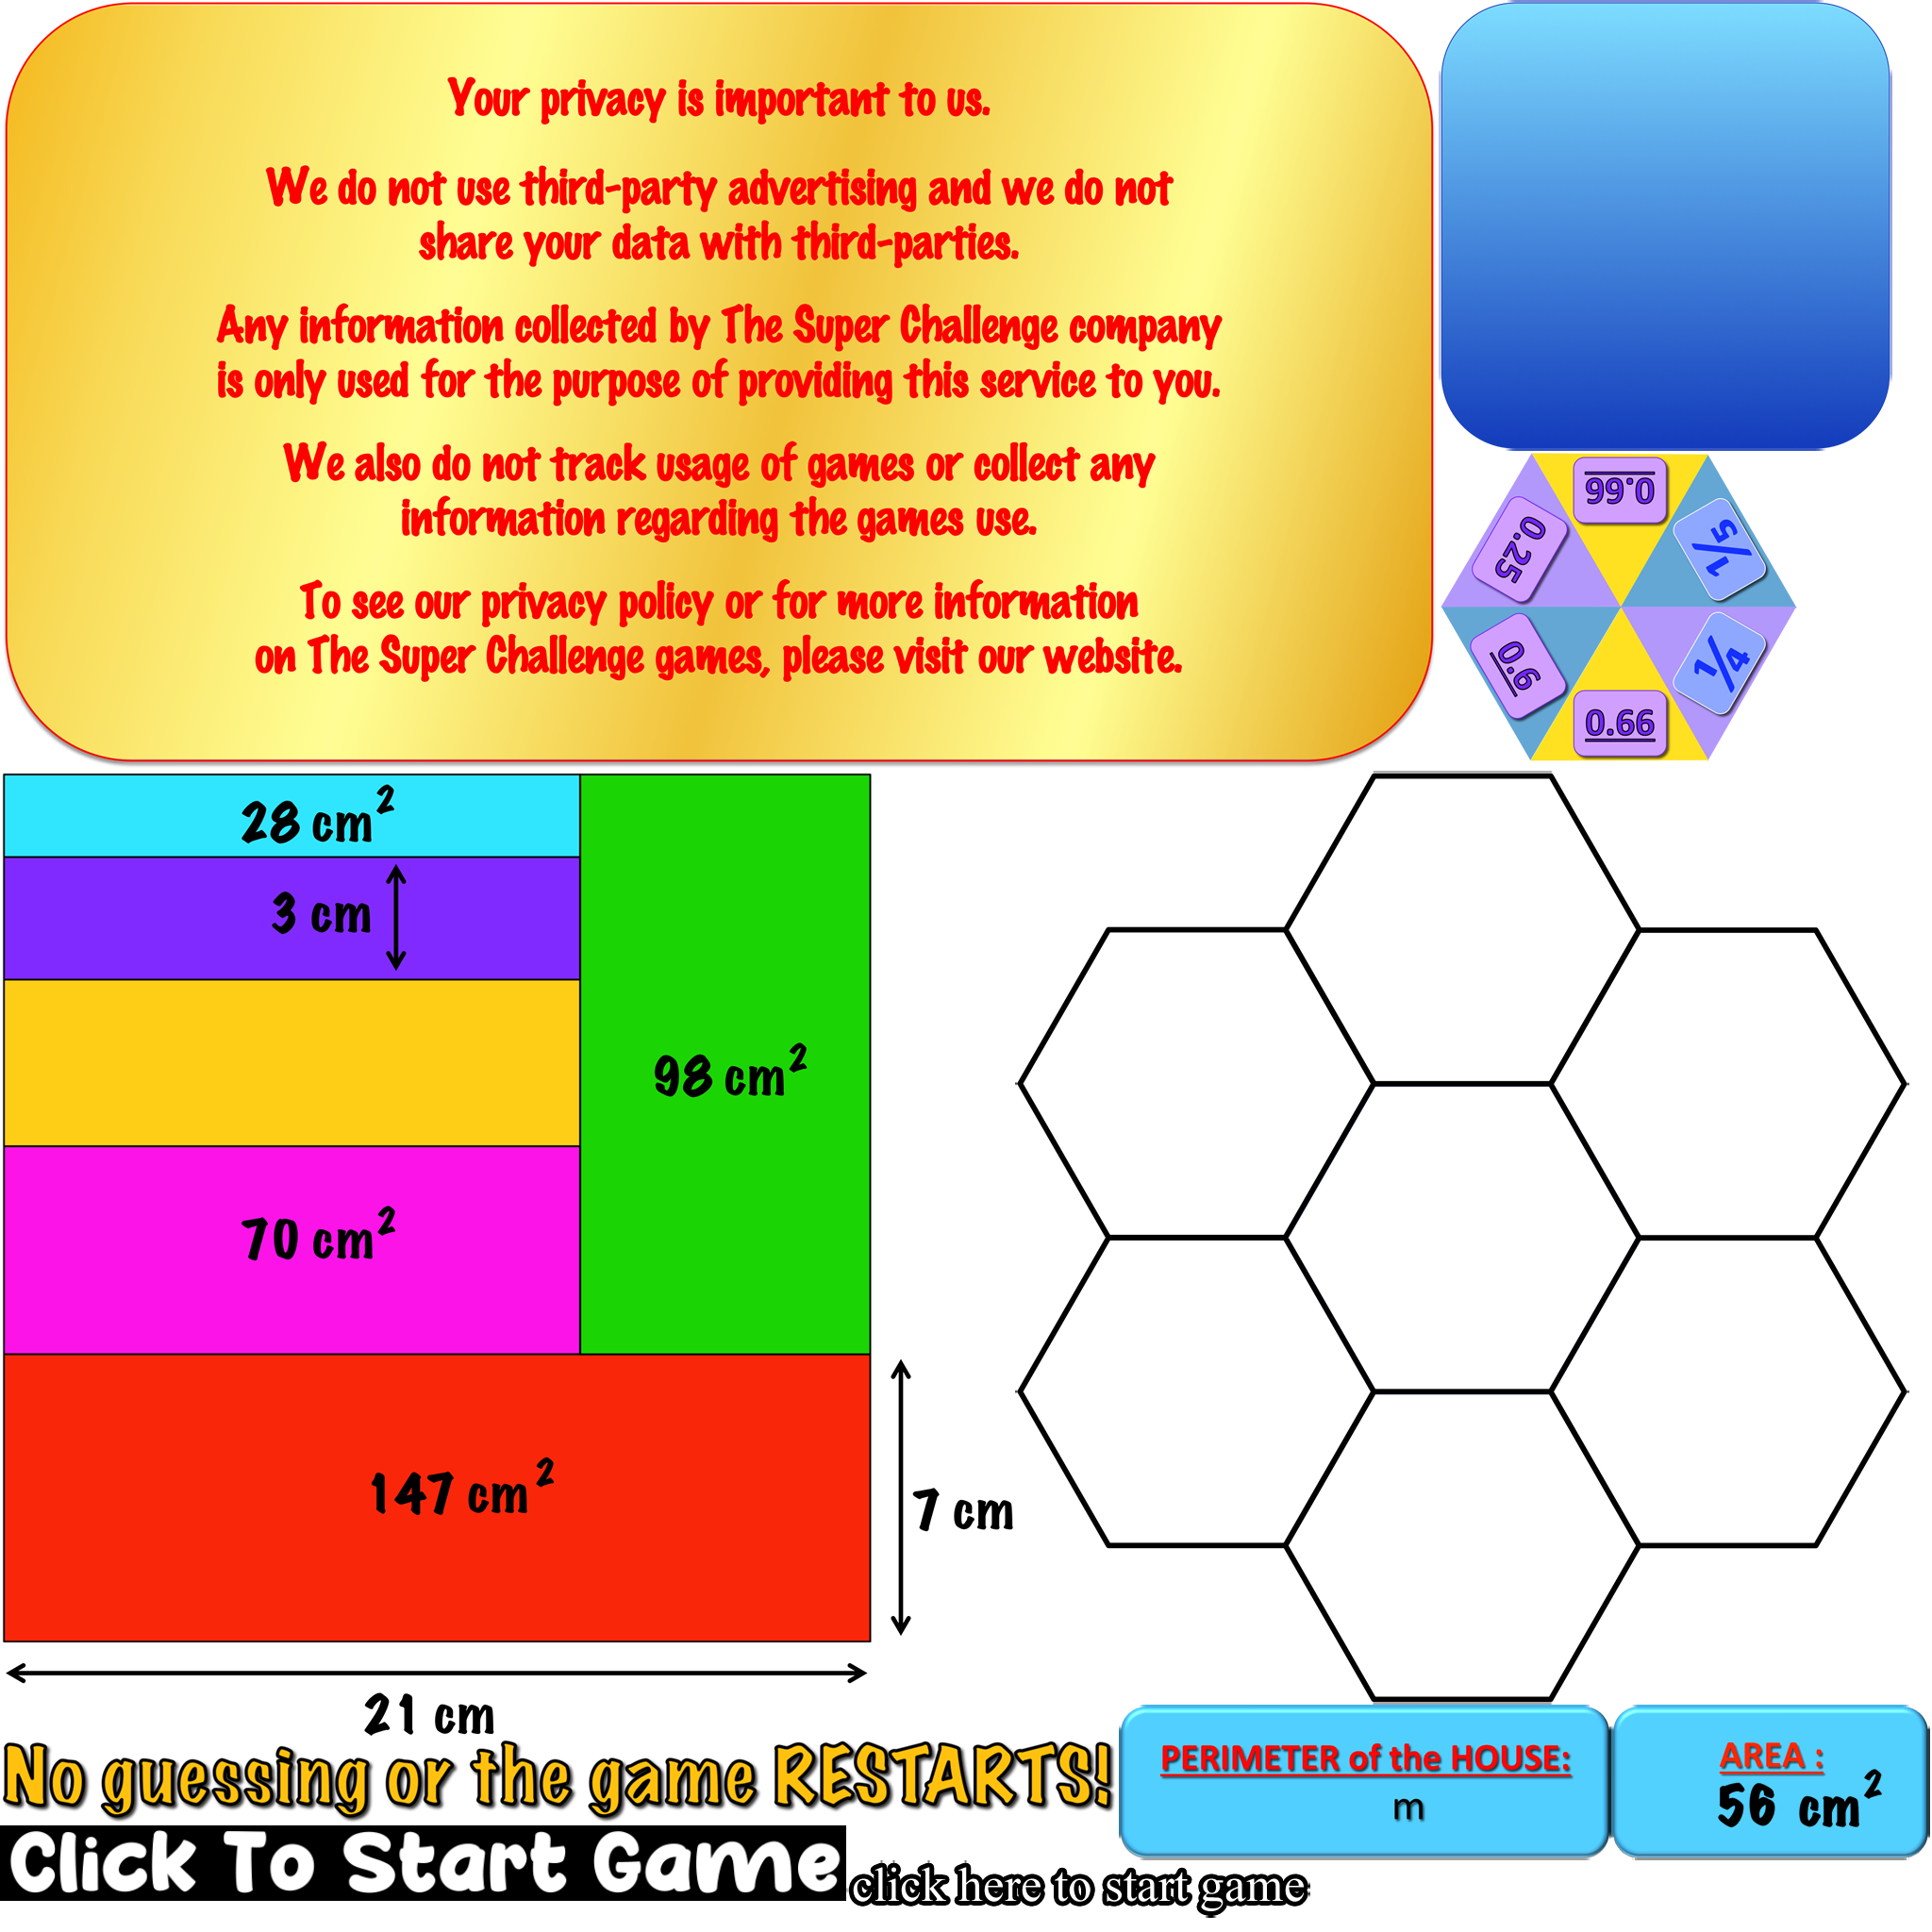 Your privacy is important to us.
We do not use third-party advertising and we do not
share your data with third-parties.
Any information collected by The Super Challenge company
is only used for the purpose of providing this service to you.
We also do not track usage of games or collect any
information regarding the games use.
To see our privacy policy or for more information
on The Super Challenge games, please visit our website.
0.66
0.25
1/5
0.6
1/4
0.66
28 cm²
3 cm
98 cm²
70 cm²
147 cm²
7 cm
21 cm
No guessing or the game RESTARTS!
PERIMETER of the HOUSE:
m
AREA :
56 cm²
Click To Start Game
click here to start game